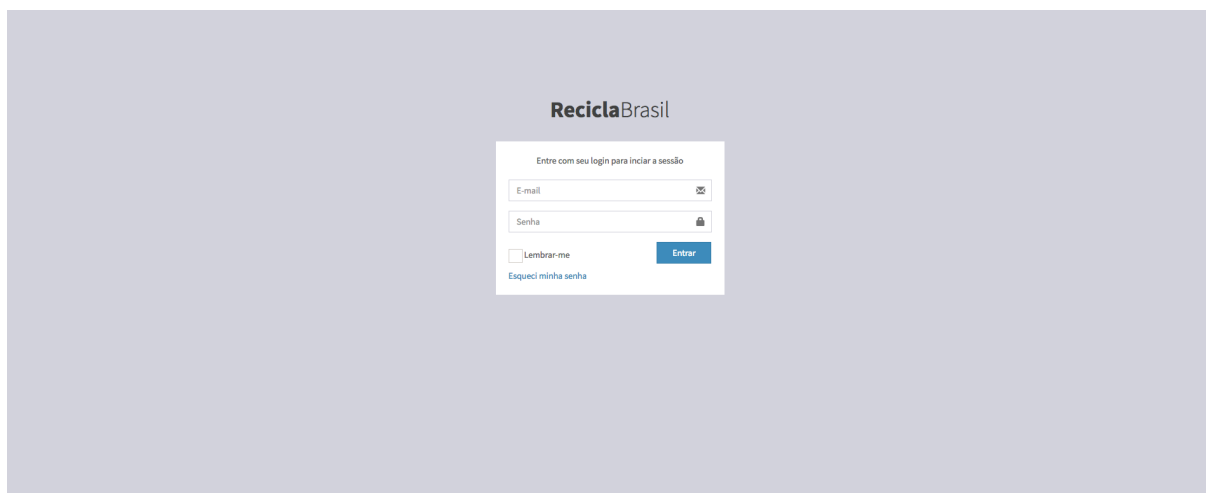 ReciclaBrasil
Entre com seu login para inciar a sessão
E-mail
Senha
Lembrar-me
Entrar
Esqueci minha senha